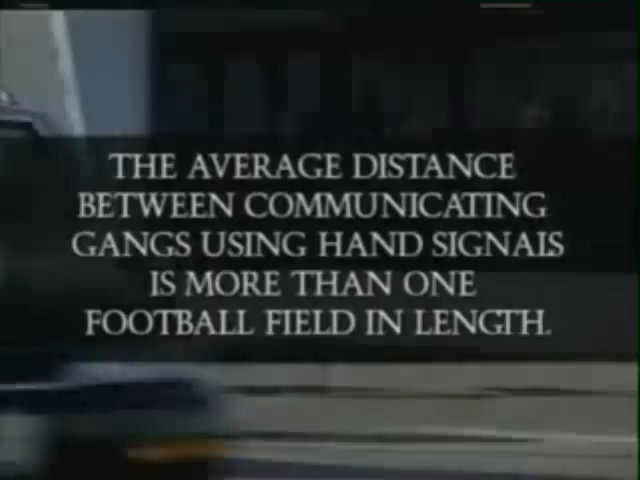 THE AVERAGE DISTANCE
BETWEEN COMMUNICATING
GANGS USING HAND SIGNALS
IS MORE THAN ONE
FOOTBALL FIELD IN LENGTH.